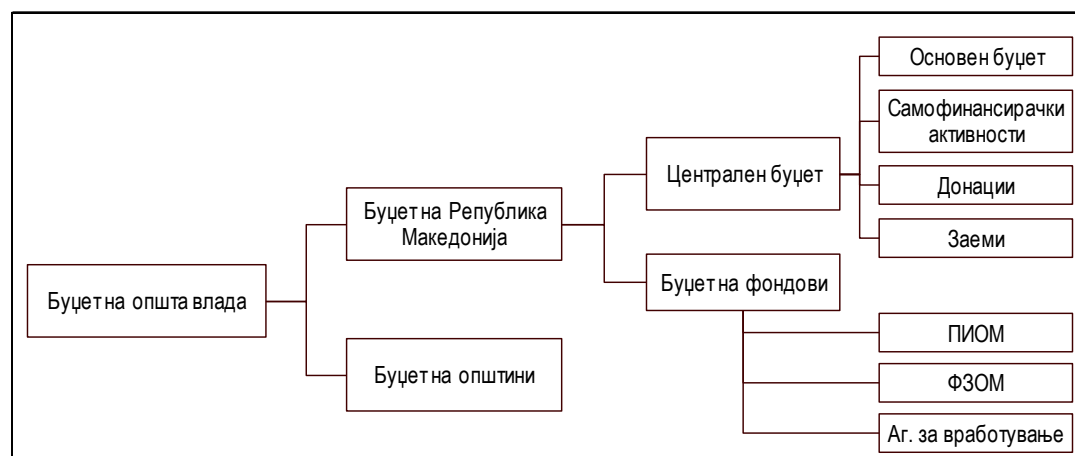 Основен буџет
Самофинансирачки
активности
Централен буџет
Донации
Буџет на Република
Македонија
Заеми
Буџет на општа влада
Буџет на фондови
ПИОМ
Буџет на општини
ФЗОМ
Аг. за вработување